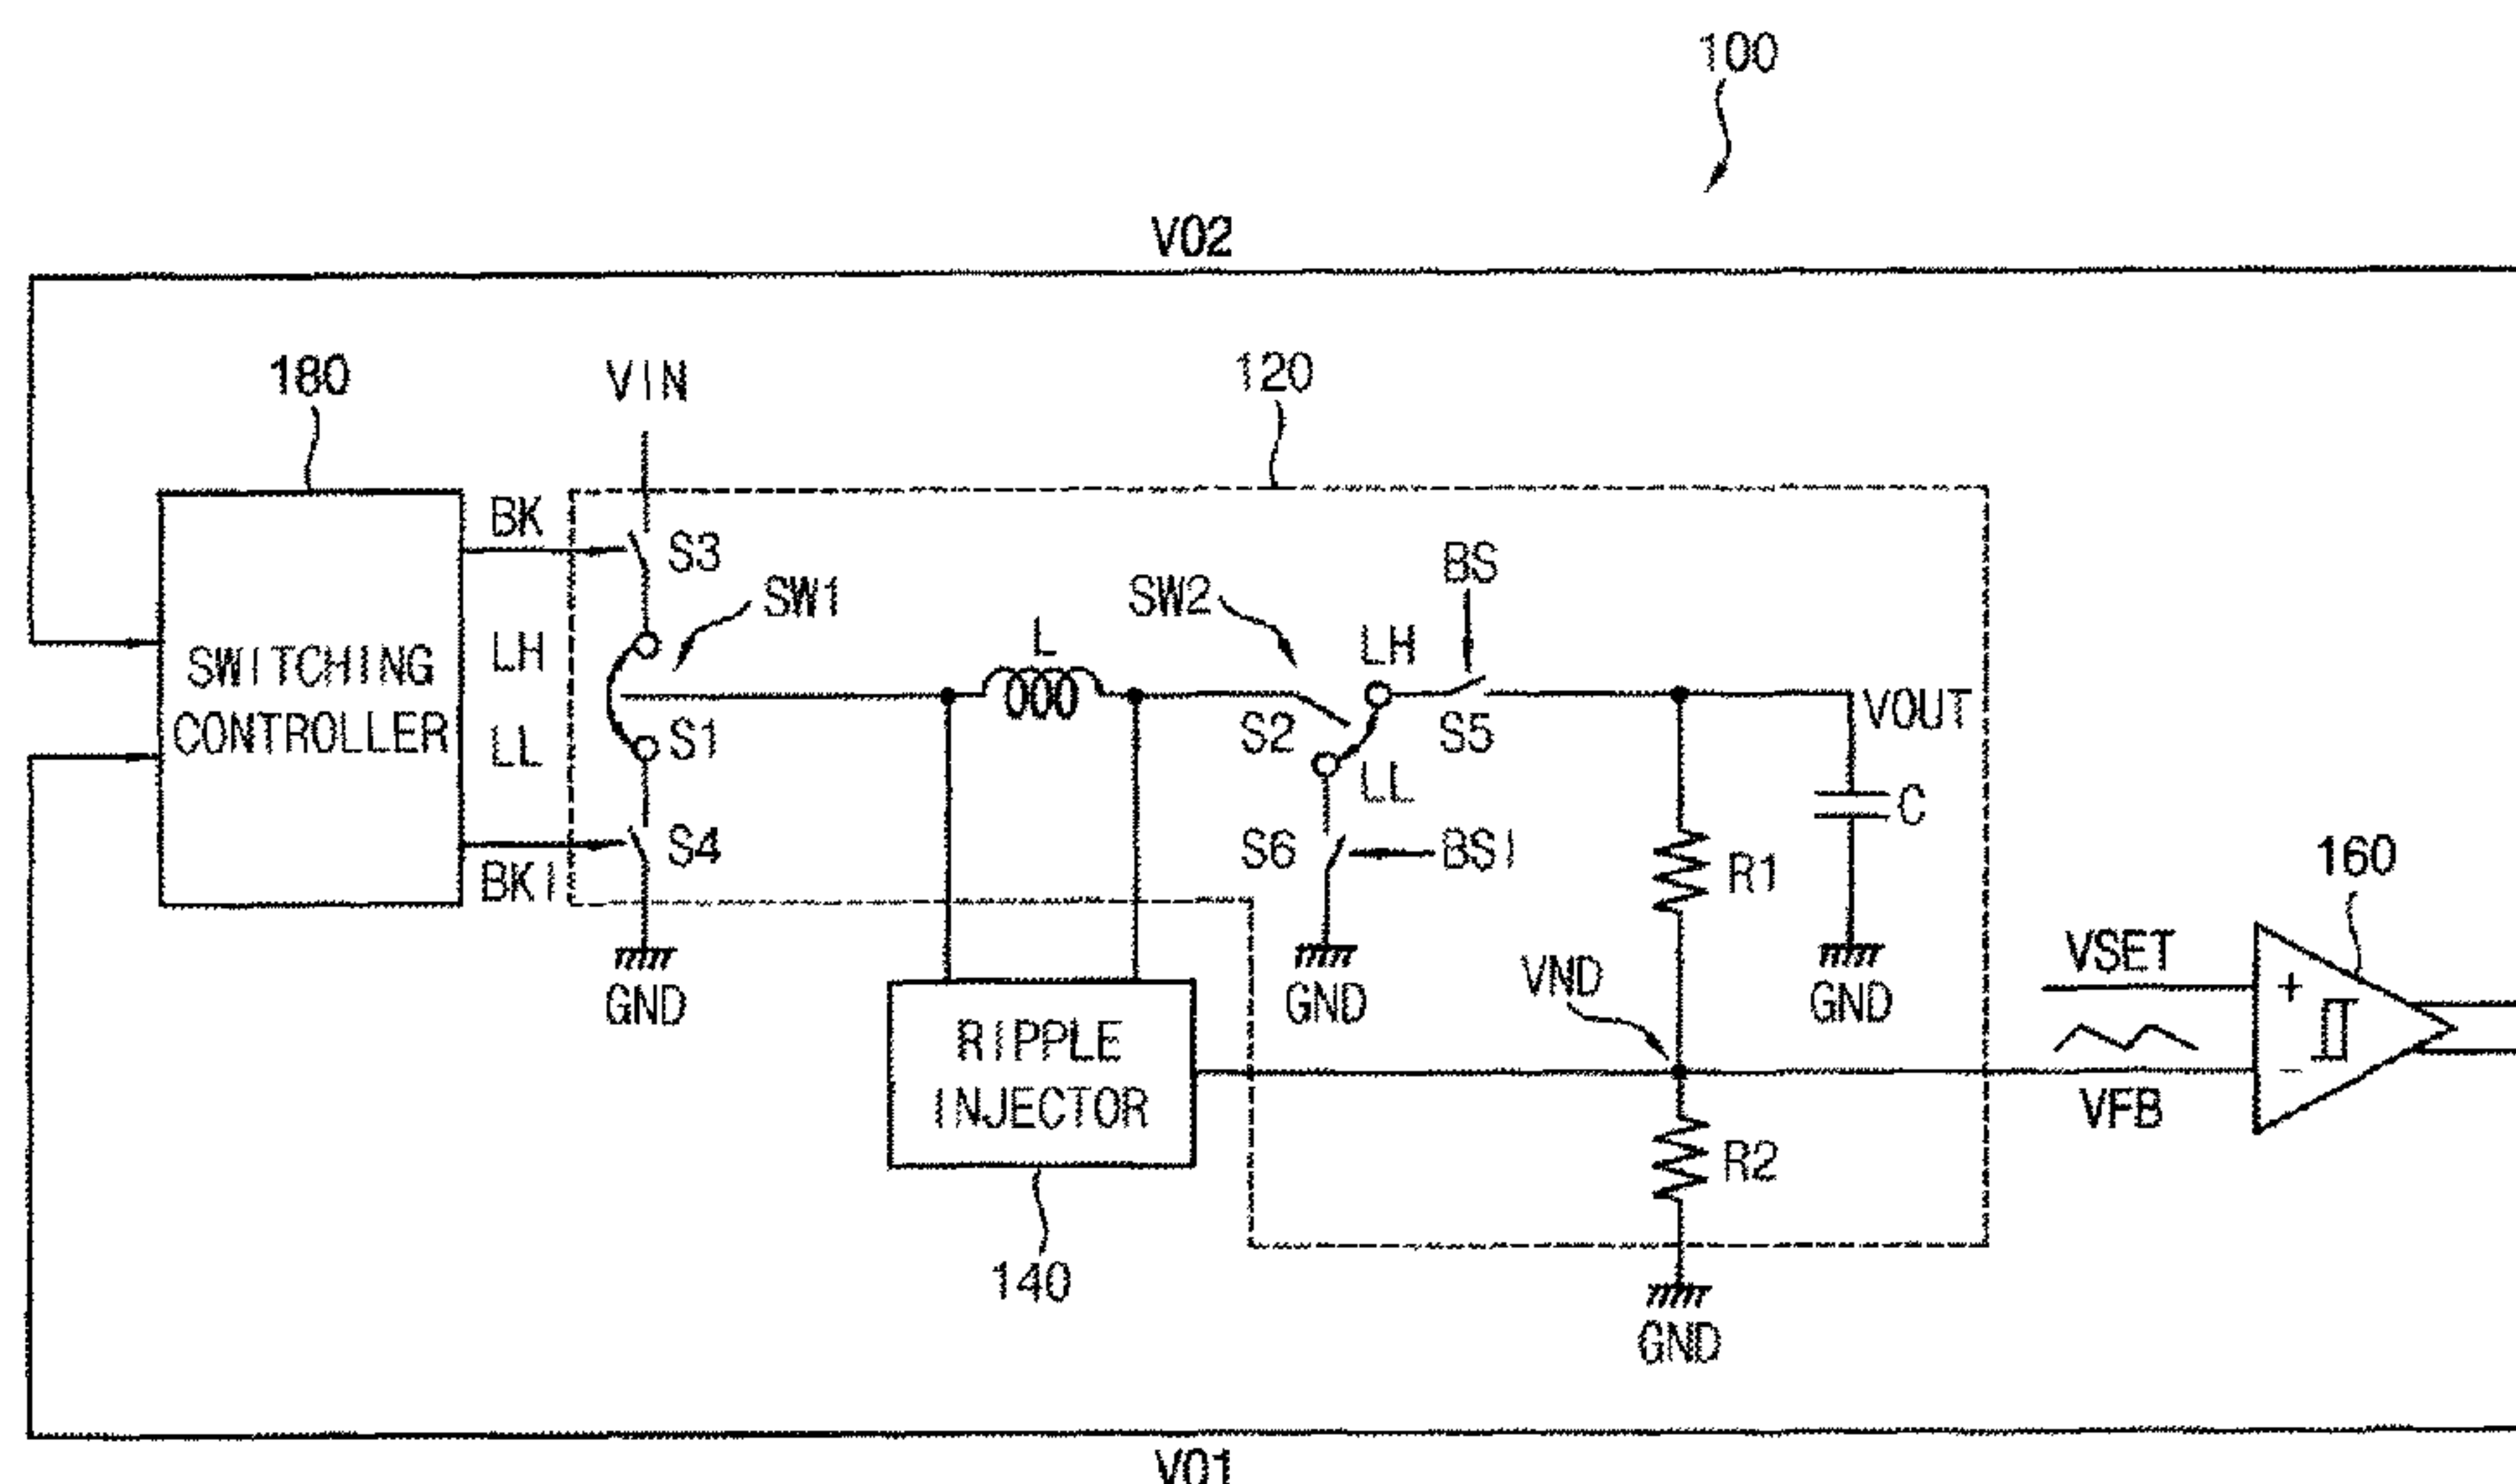 100
V02
180
VIN
120
BK
S3
SW1
SW2
BS
LH
L
LH
SWITCHING
CONTROLLER
LL
S1
S2
S5
VOUT
LL
C
BKI
S4
S6
BSI
R1
160
VSET
+
VND
GND
GND
GND
RIPPLE
INJECTOR
-
VFB
R2
140
GND
V01